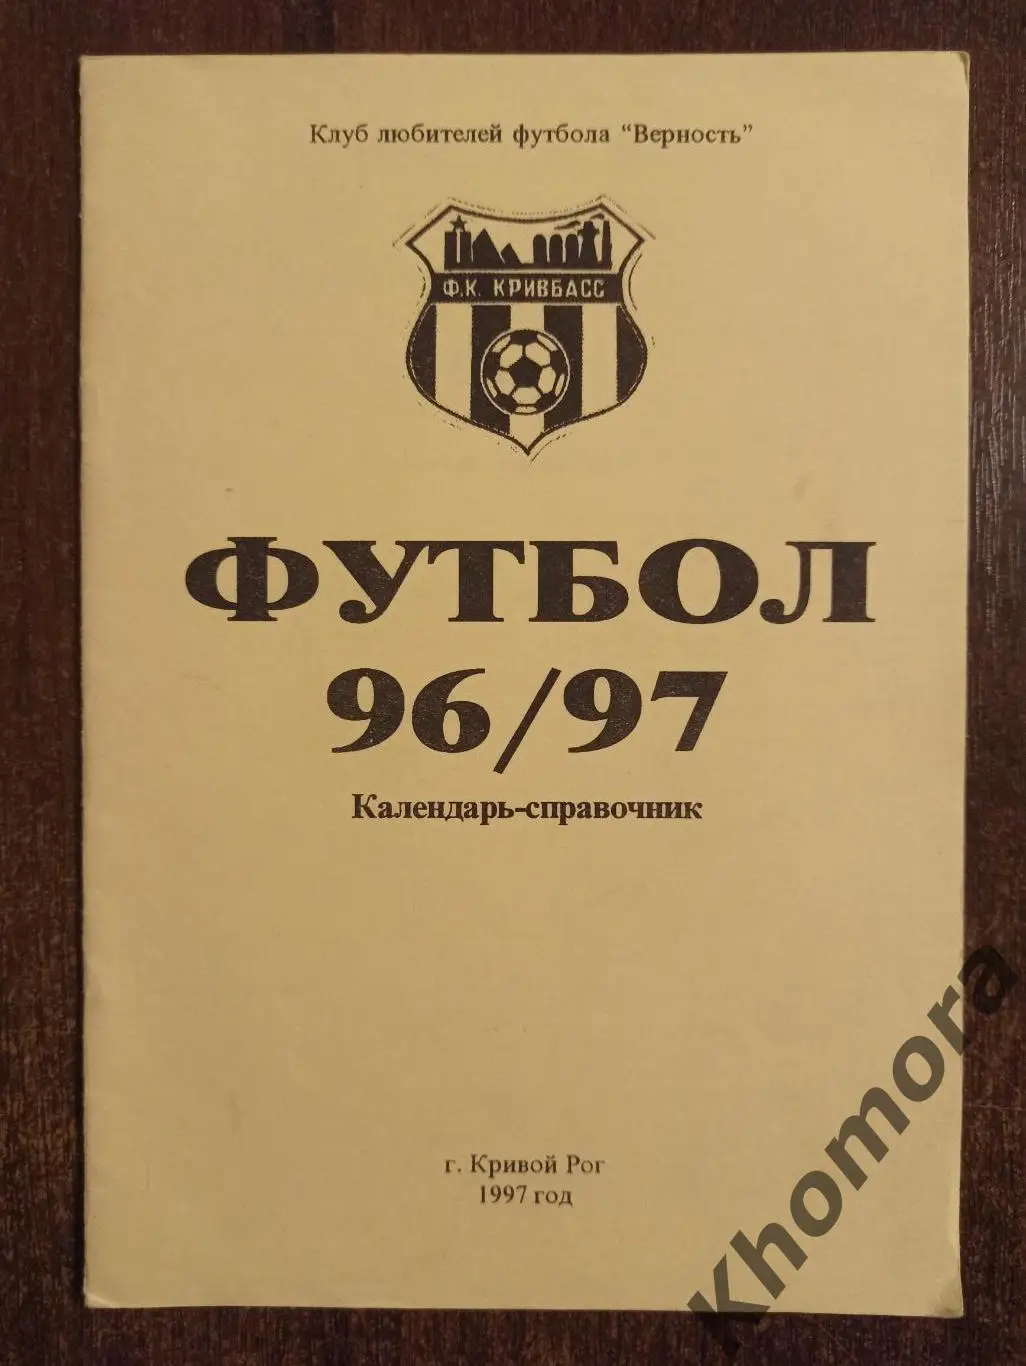 Клуб любителей футбола "Верность"
Ф.К. КРИВБАСС
ФУТБОЛ
96/97
Календарь-справочник
г. Кривой Рог
1997 год
Khomora